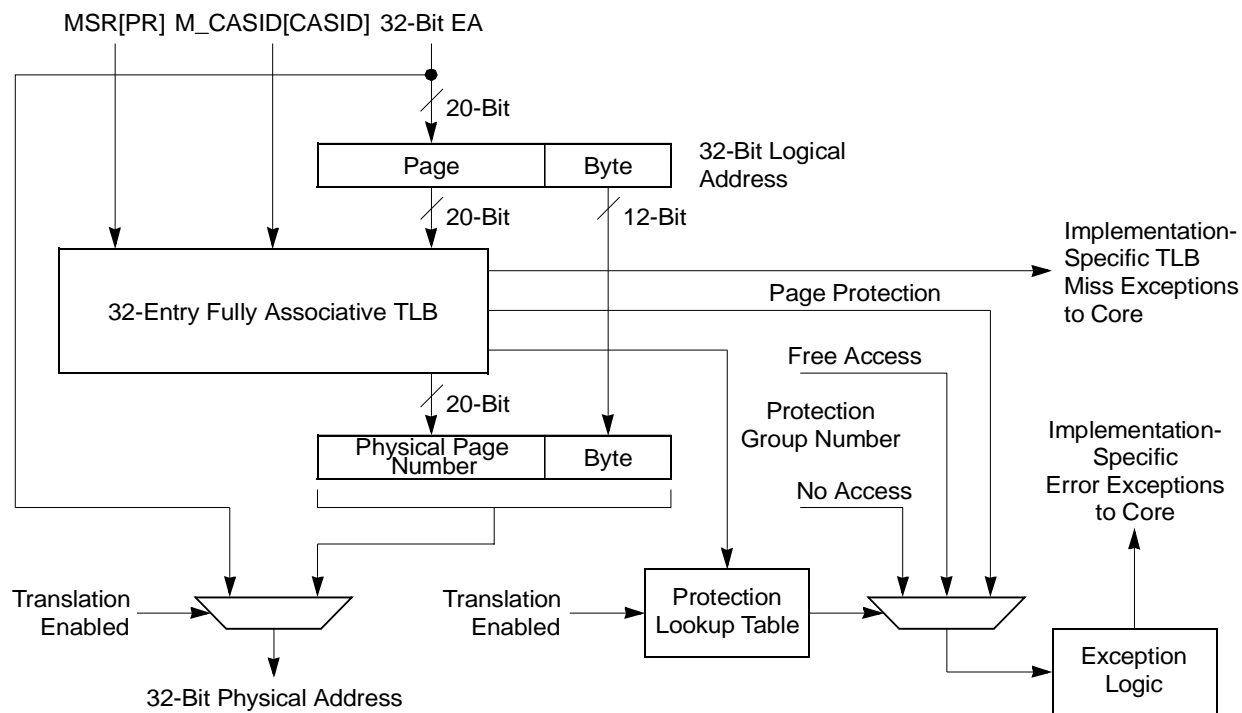 MSR[PR] M_CASID[CASID] 32-Bit EA
20-Bit
Page
Byte
32-Bit Logical
Address
20-Bit
12-Bit
32-Entry Fully Associative TLB
Implementation-
Specific TLB
Miss Exceptions
to Core
Page Protection
Free Access
20-Bit
Protection
Group Number
Physical Page
Number
Byte
No Access
Implementation-
Specific
Error Exceptions
to Core
Translation
Enabled
Translation
Enabled
Protection
Lookup Table
Exception
Logic
32-Bit Physical Address